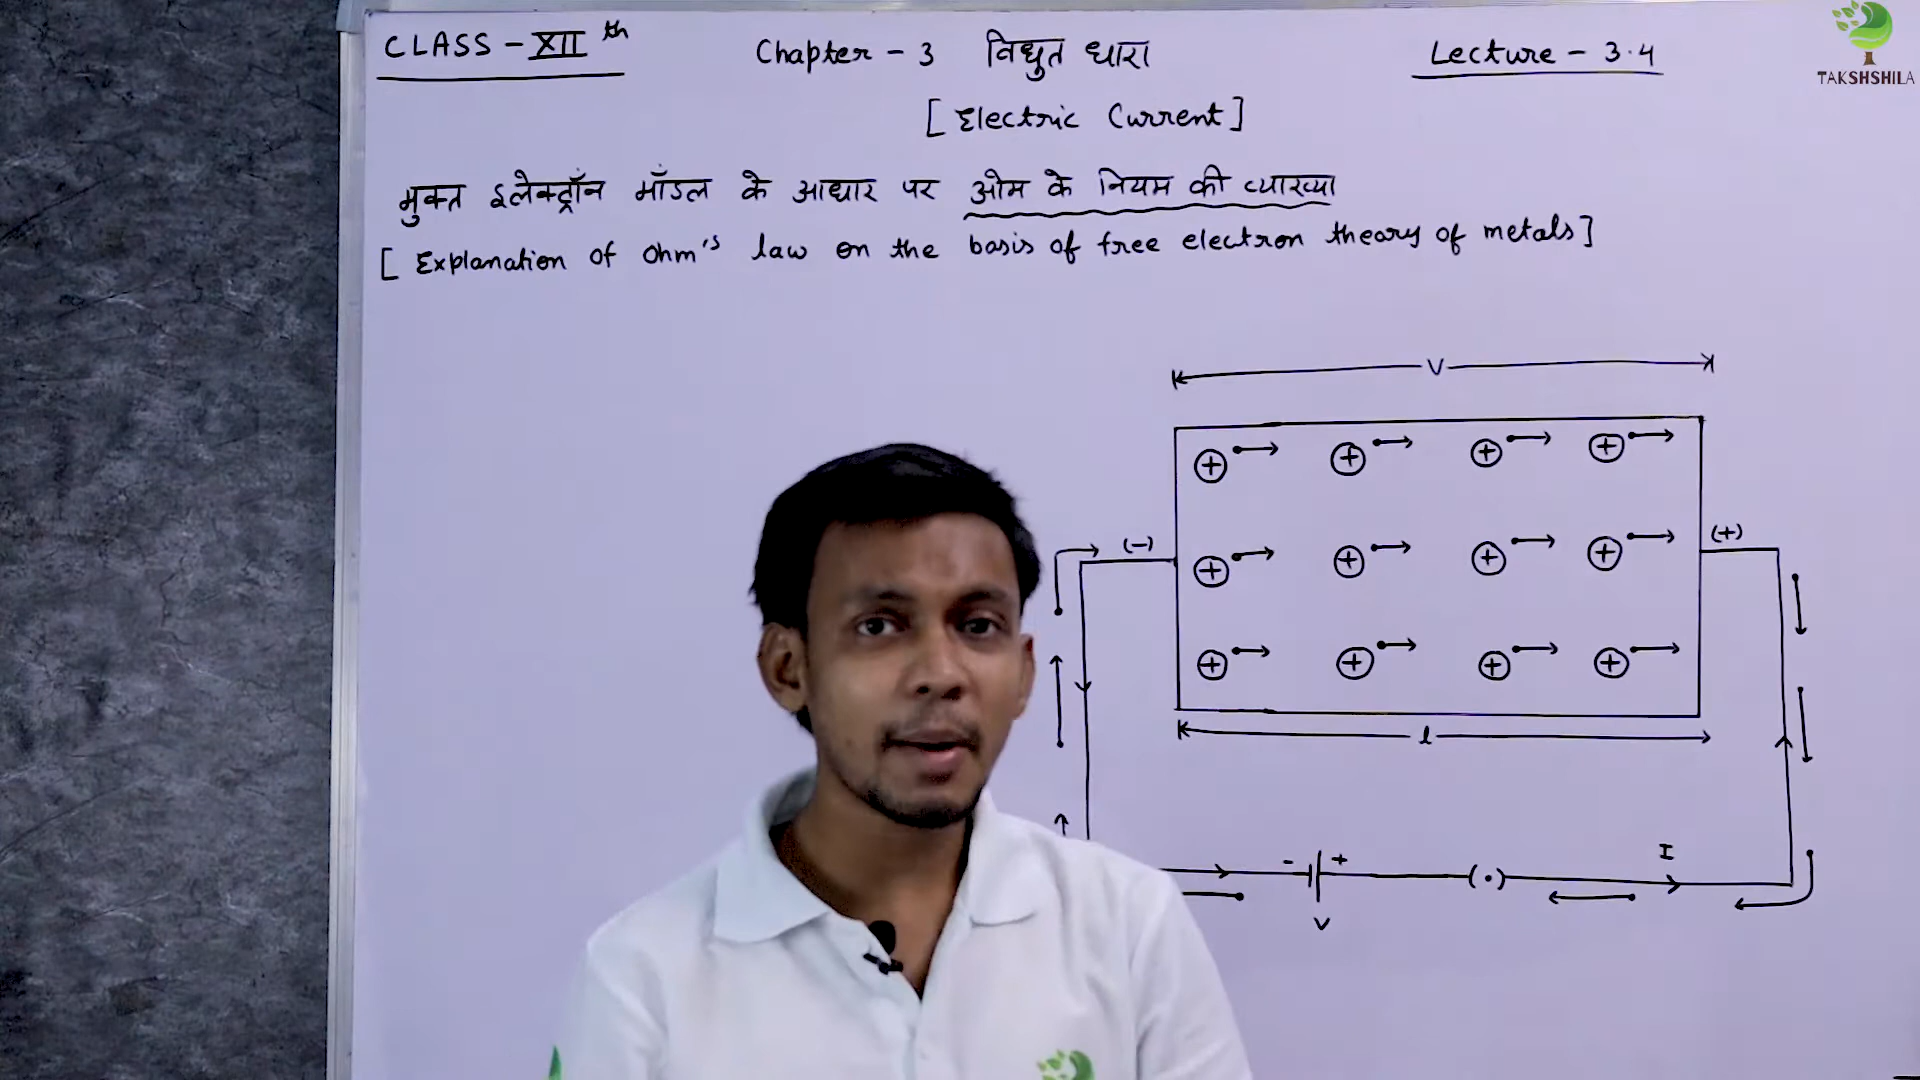 CLASS - XII th
Chapter - 3 विद्युत धारा
Lecture - 3.4
TAKSHSHILA
[ Electric Current ]
मुक्त इलेक्ट्रॉन मॉडल के आधार पर ओम के नियम की व्याख्या
[ Explanation of Ohm's law on the basis of free electron theory of metals ]
V
+ + + +
(-) (+)
+ + + +
+ + + +
l
I
- +
(·)
V